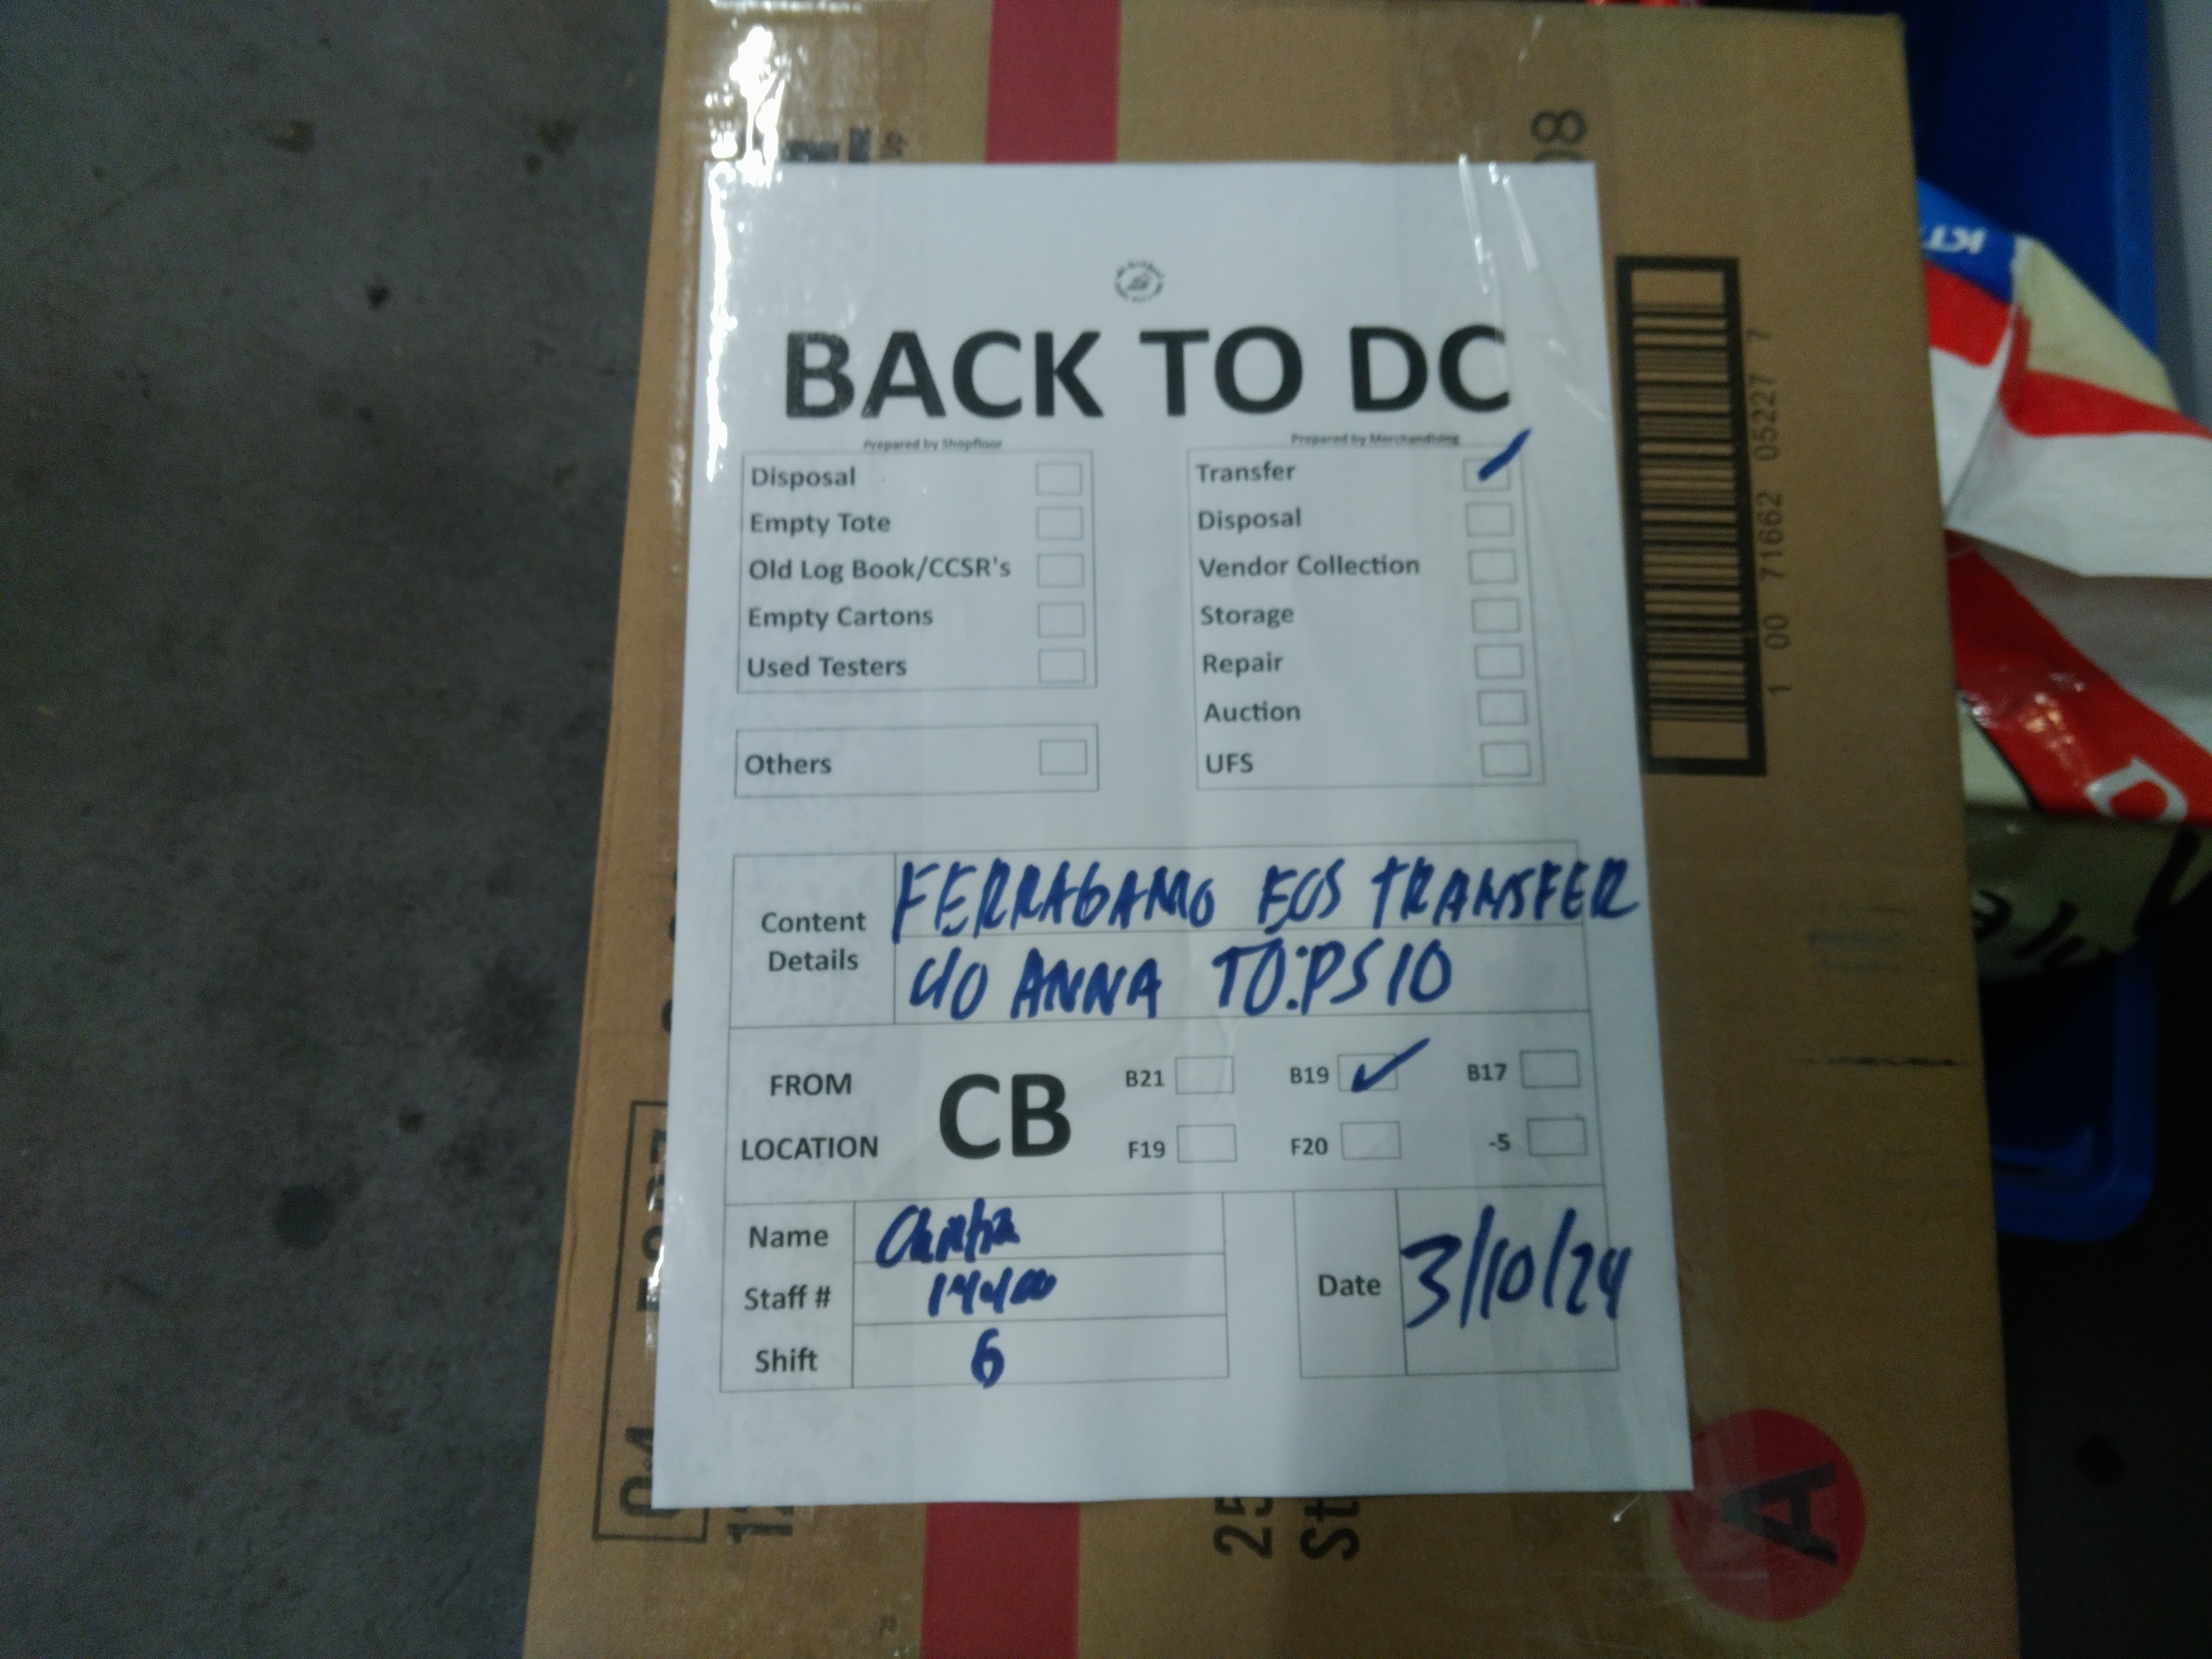 BACK TO DC
Prepared by Shopfloor
Disposal
Empty Tote
Old Log Book/CCSR's
Empty Cartons
Used Testers
Others
Prepared by Merchandising
Transfer
Disposal
Vendor Collection
Storage
Repair
Auction
UFS
Content Details
FERRAGAMO EOS TRANSFER
ANNA TO:PS10
FROM LOCATION
CB
B21 B19 B17
F19 F20 -5
Name
Staff #
Shift 6
Date 3/10/24
1 00 71662 05227 7
A